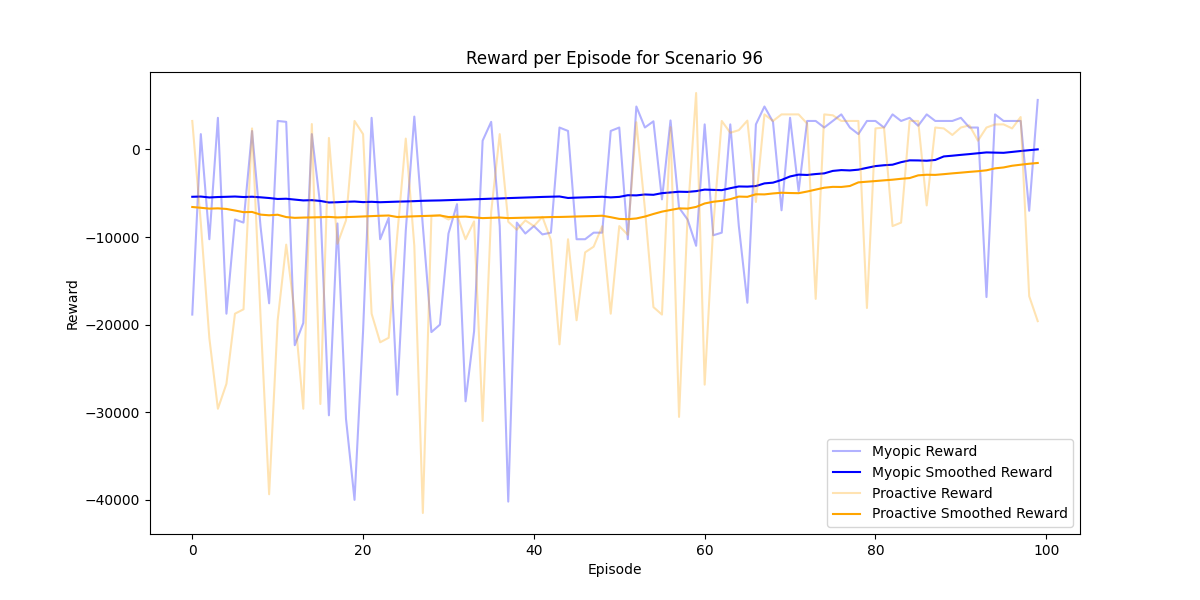 Reward per Episode for Scenario 96
Reward
0
−10000
−20000
−30000
−40000
0 20 40 60 80 100
Episode
Myopic Reward
Myopic Smoothed Reward
Proactive Reward
Proactive Smoothed Reward